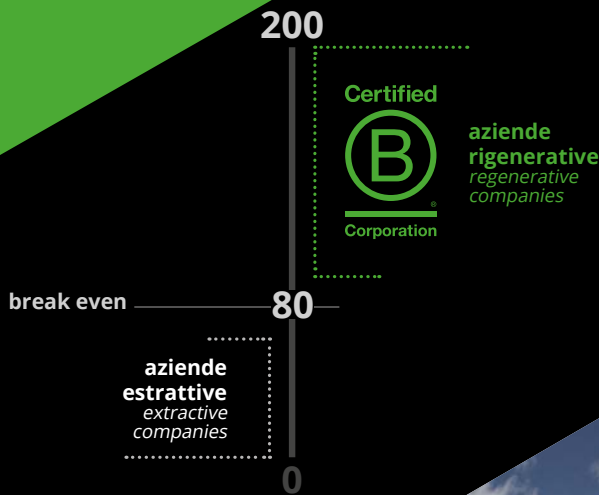 200
Certified
B
®
Corporation
aziende
rigenerative
regenerative
companies
break even
80
aziende
estrattive
extractive
companies
0